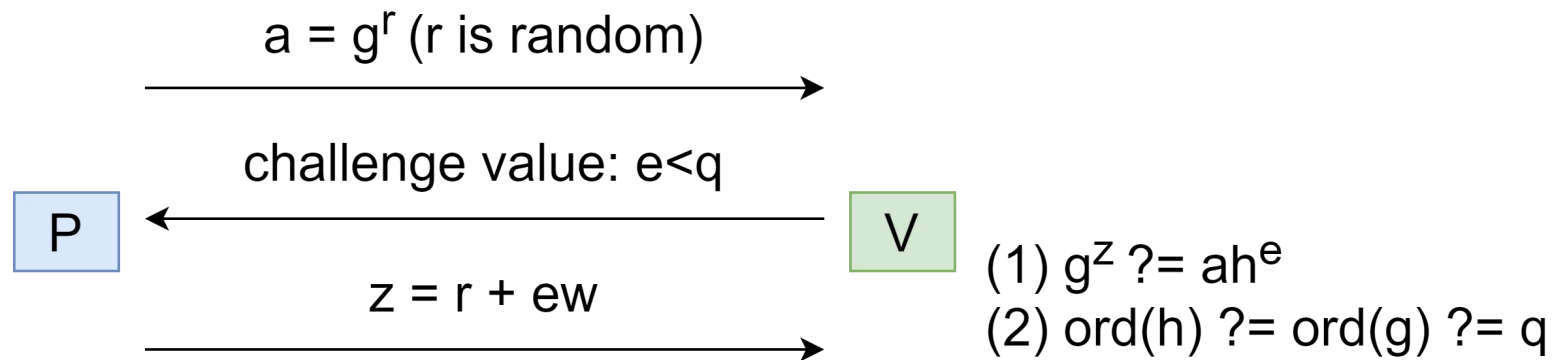 a = g^r (r is random)
challenge value: e<q
P
V
z = r + ew
(1) g^z ?= ah^e
(2) ord(h) ?= ord(g) ?= q